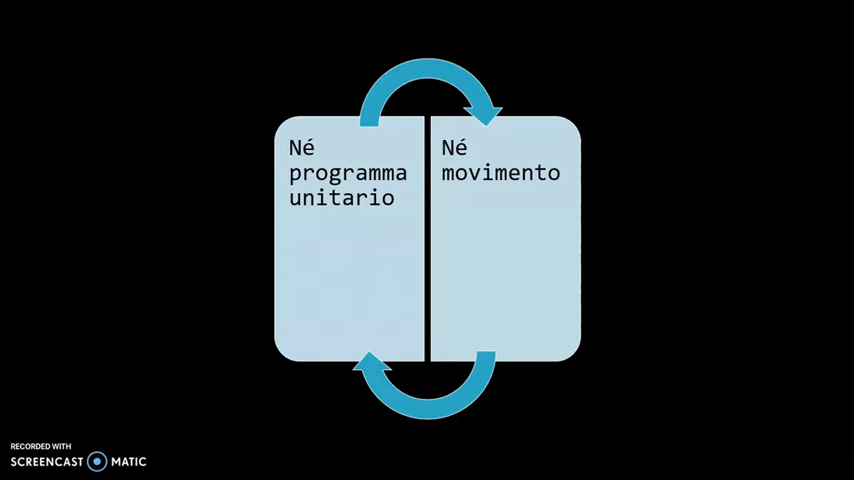 Né
programma
unitario
Né
movimento
RECORDED WITH
SCREENCAST MATIC